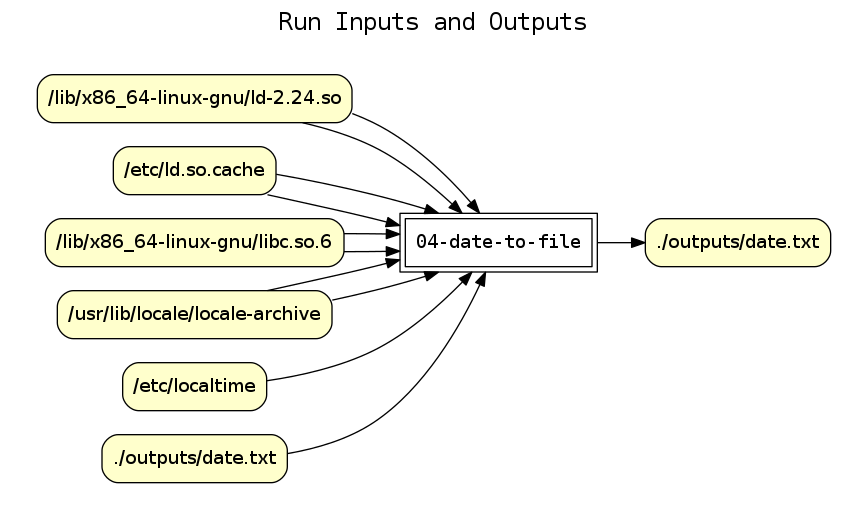 Run Inputs and Outputs
/lib/x86_64-linux-gnu/ld-2.24.so
/etc/ld.so.cache
/lib/x86_64-linux-gnu/libc.so.6
04-date-to-file
./outputs/date.txt
/usr/lib/locale/locale-archive
/etc/localtime
./outputs/date.txt